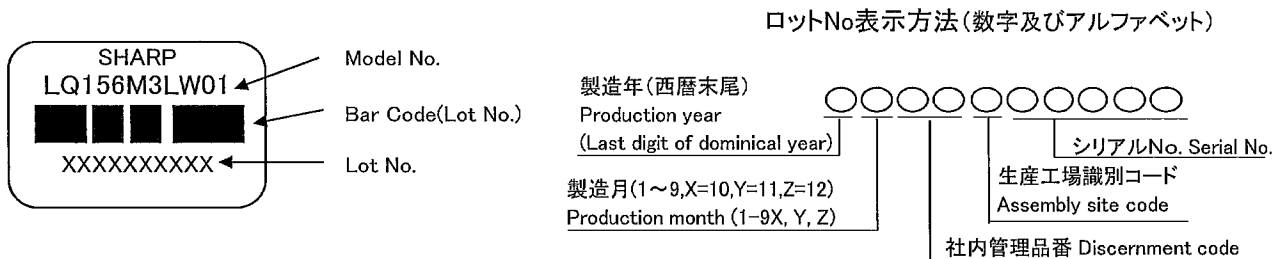 SHARP
LQ156M3LW01
XXXXXXXXXX
Model No.
Bar Code(Lot No.)
Lot No.
ロットNo表示方法(数字及びアルファベット)
製造年(西暦末尾)
Production year
(Last digit of dominical year)
製造月(1～9,X=10,Y=11,Z=12)
Production month (1-9X, Y, Z)
シリアルNo. Serial No.
生産工場識別コード
Assembly site code
社内管理品番 Discernment code